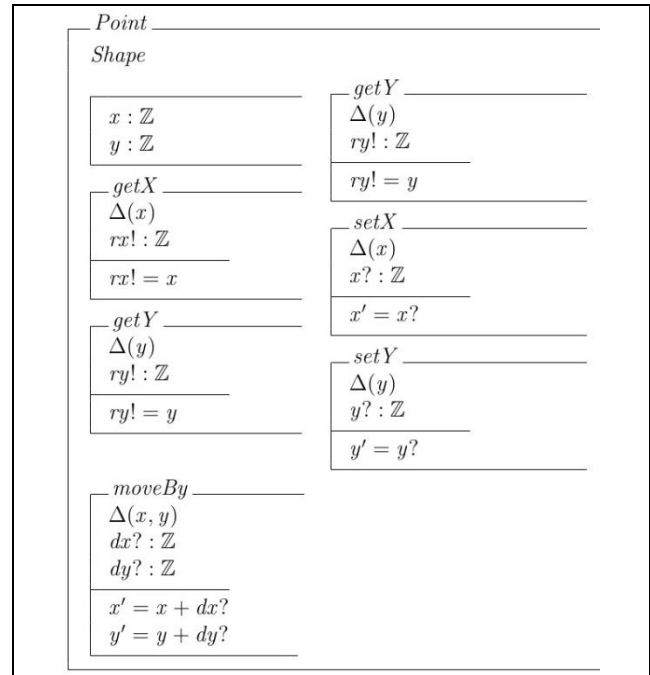 Point
Shape
x : ℤ
y : ℤ
getX
Δ(x)
rx! : ℤ
rx! = x
getY
Δ(y)
ry! : ℤ
ry! = y
moveBy
Δ(x, y)
dx? : ℤ
dy? : ℤ
x′ = x + dx?
y′ = y + dy?
getY
Δ(y)
ry! : ℤ
ry! = y
setX
Δ(x)
x? : ℤ
x′ = x?
setY
Δ(y)
y? : ℤ
y′ = y?